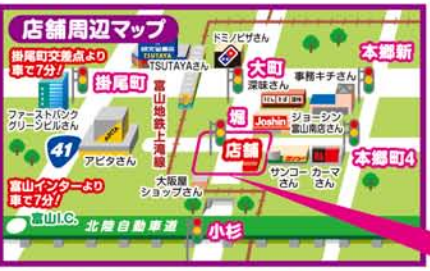 店舗周辺マップ
掛尾町交差点より
車で7分!
掛尾町
TSUTAYA
TSUTAYAさん
ドミノピザさん
大町
深味さん
事務キチさん
本郷新
ファーストバンク
グリーンビルさん
富山地鉄上滝線
堀
Joshin
ジョーシン
富山南店さん
41
APiTA
アピタさん
店舗
本郷町4
富山インターより
車で7分!
大阪屋
ショップさん
サンコー
さん
カーマ
さん
富山I.C.
北陸自動車道
小杉